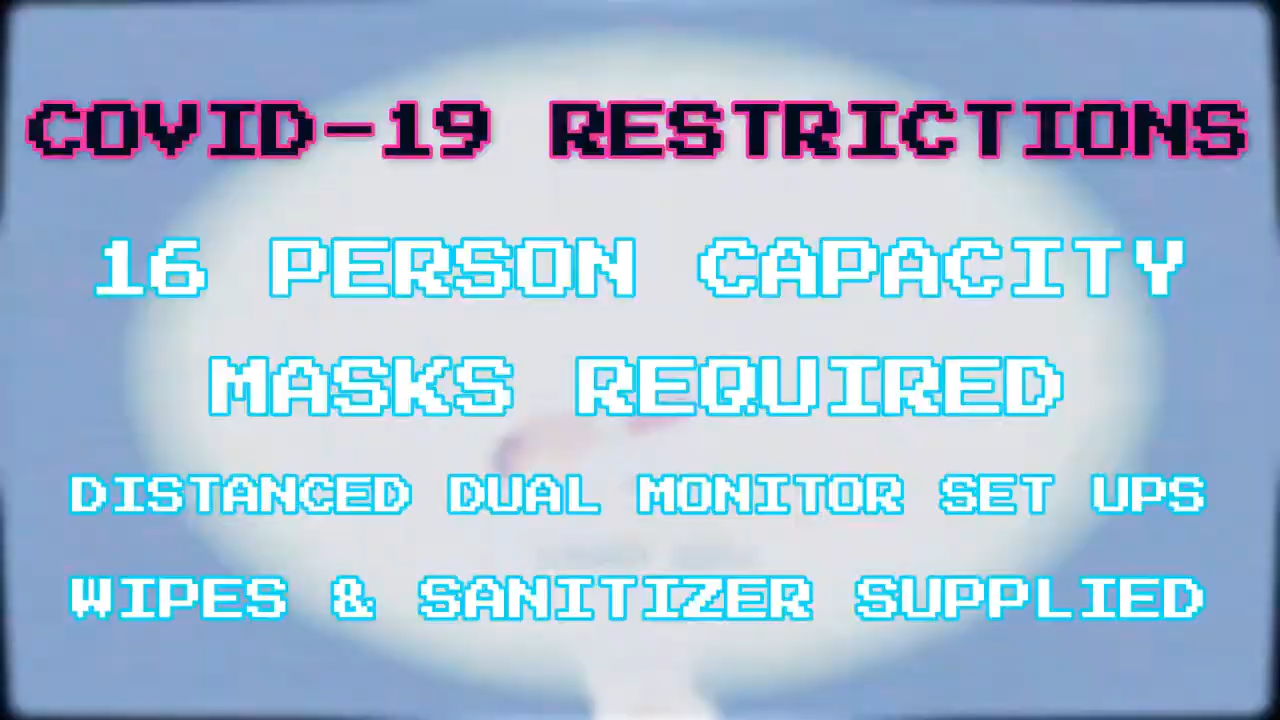 COVID-19 RESTRICTIONS
16 PERSON CAPACITY
MASKS REQUIRED
DISTANCED DUAL MONITOR SET UPS
WIPES & SANITIZER SUPPLIED